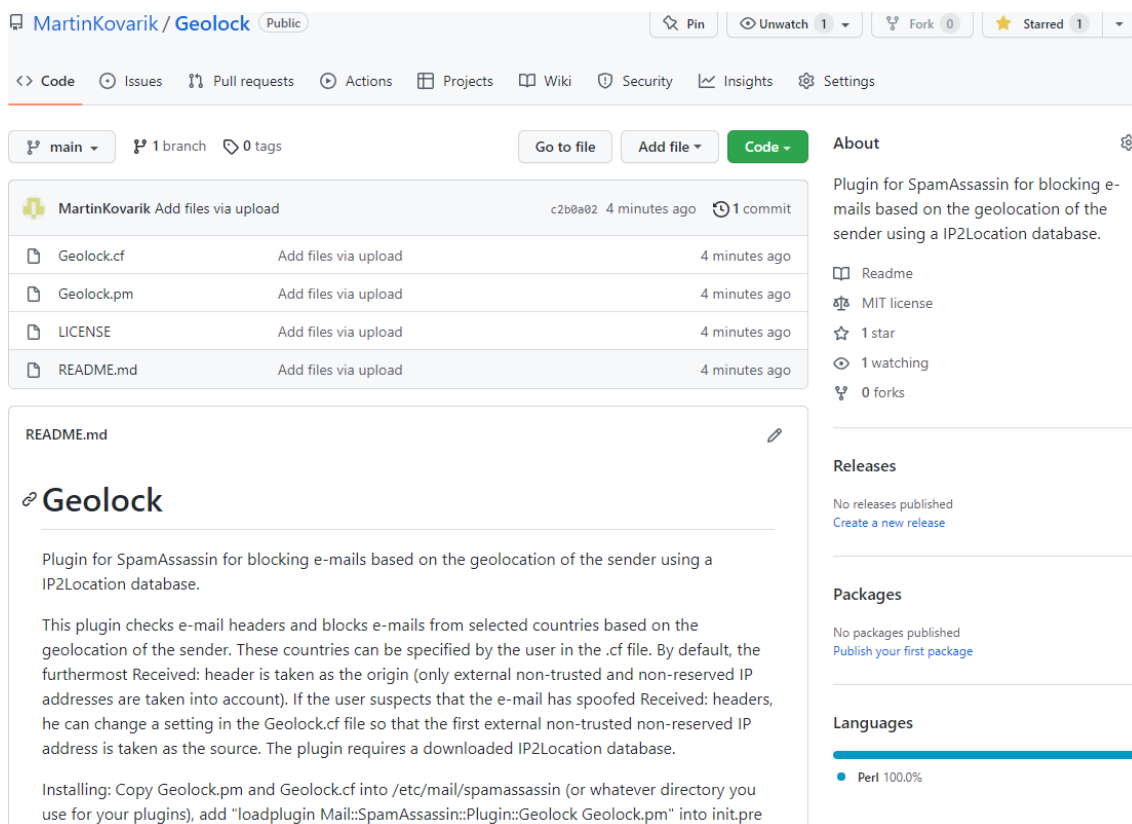 MartinKovarik / Geolock Public
Pin
Unwatch 1
Fork 0
Starred 1
Code
Issues
Pull requests
Actions
Projects
Wiki
Security
Insights
Settings
main
1 branch
0 tags
Go to file
Add file
Code
MartinKovarik Add files via upload c2b0a02 4 minutes ago 1 commit
Geolock.cf Add files via upload 4 minutes ago
Geolock.pm Add files via upload 4 minutes ago
LICENSE Add files via upload 4 minutes ago
README.md Add files via upload 4 minutes ago
README.md
Geolock
Plugin for SpamAssassin for blocking e-mails based on the geolocation of the sender using a
IP2Location database.
This plugin checks e-mail headers and blocks e-mails from selected countries based on the
geolocation of the sender. These countries can be specified by the user in the .cf file. By default, the
furthermost Received: header is taken as the origin (only external non-trusted and non-reserved IP
addresses are taken into account). If the user suspects that the e-mail has spoofed Received: headers,
he can change a setting in the Geolock.cf file so that the first external non-trusted non-reserved IP
address is taken as the source. The plugin requires a downloaded IP2Location database.
Installing: Copy Geolock.pm and Geolock.cf into /etc/mail/spamassassin (or whatever directory you
use for your plugins), add "loadplugin Mail::SpamAssassin::Plugin::Geolock Geolock.pm" into init.pre
About
Plugin for SpamAssassin for blocking e-
mails based on the geolocation of the
sender using a IP2Location database.
Readme
MIT license
1 star
1 watching
0 forks
Releases
No releases published
Create a new release
Packages
No packages published
Publish your first package
Languages
Perl 100.0%